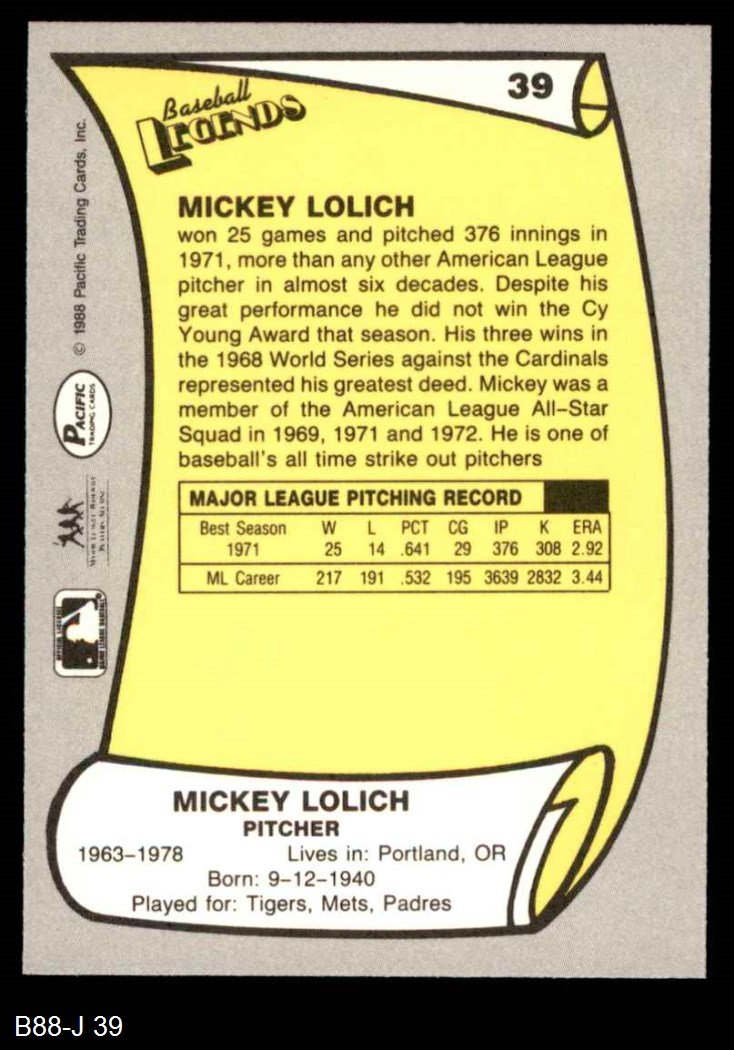 39
Baseball
LEGENDS
MICKEY LOLICH
won 25 games and pitched 376 innings in
1971, more than any other American League
pitcher in almost six decades. Despite his
great performance he did not win the Cy
Young Award that season. His three wins in
the 1968 World Series against the Cardinals
represented his greatest deed. Mickey was a
member of the American League All-Star
Squad in 1969, 1971 and 1972. He is one of
baseball's all time strike out pitchers
MAJOR LEAGUE PITCHING RECORD
Best Season W L PCT CG IP K ERA
1971 25 14 .641 29 376 308 2.92
ML Career 217 191 .532 195 3639 2832 3.44
MICKEY LOLICH
PITCHER
1963-1978 Lives in: Portland, OR
Born: 9-12-1940
Played for: Tigers, Mets, Padres
© 1988 Pacific Trading Cards, Inc.
PACIFIC
TRADING CARDS
B88-J 39